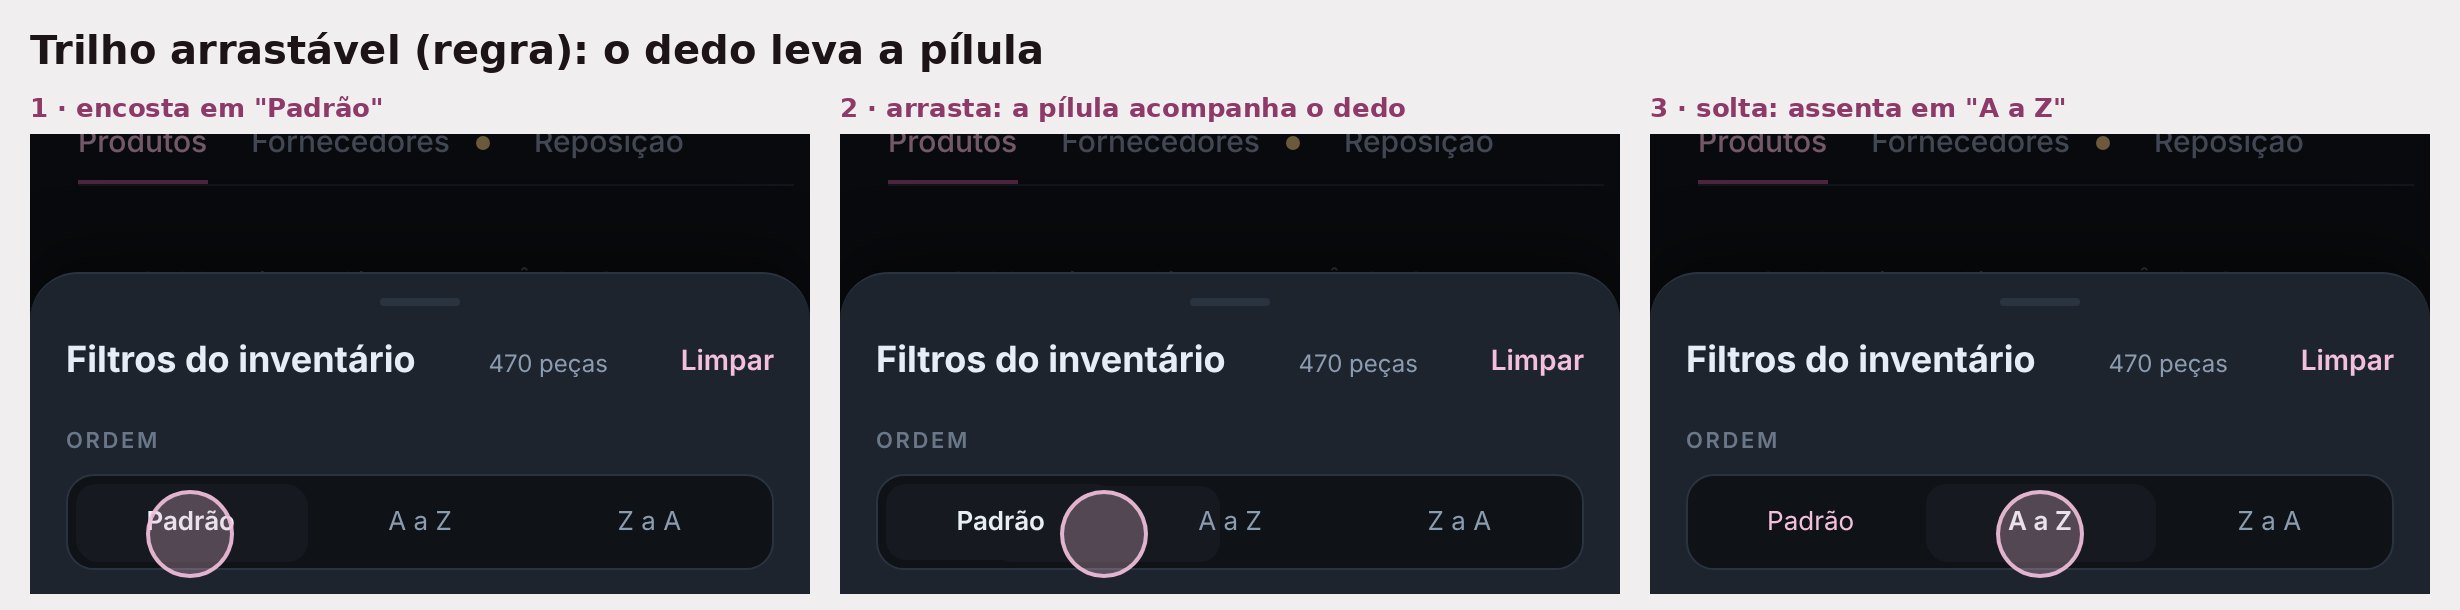 Trilho arrastável (regra): o dedo leva a pílula
1 · encosta em "Padrão"
Produtos Fornecedores Reposição
Filtros do inventário 470 peças Limpar
ORDEM
Padrão A a Z Z a A
2 · arrasta: a pílula acompanha o dedo
Produtos Fornecedores Reposição
Filtros do inventário 470 peças Limpar
ORDEM
Padrão A a Z Z a A
3 · solta: assenta em "A a Z"
Produtos Fornecedores Reposição
Filtros do inventário 470 peças Limpar
ORDEM
Padrão A a Z Z a A